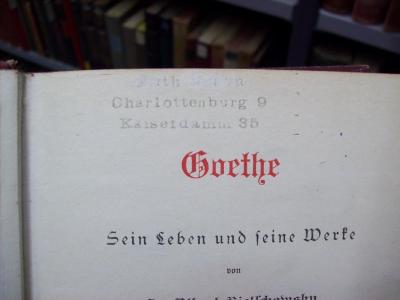 Charlottenburg 9
Kaiserdamm 35
Goethe
Sein Leben und seine Werke
von